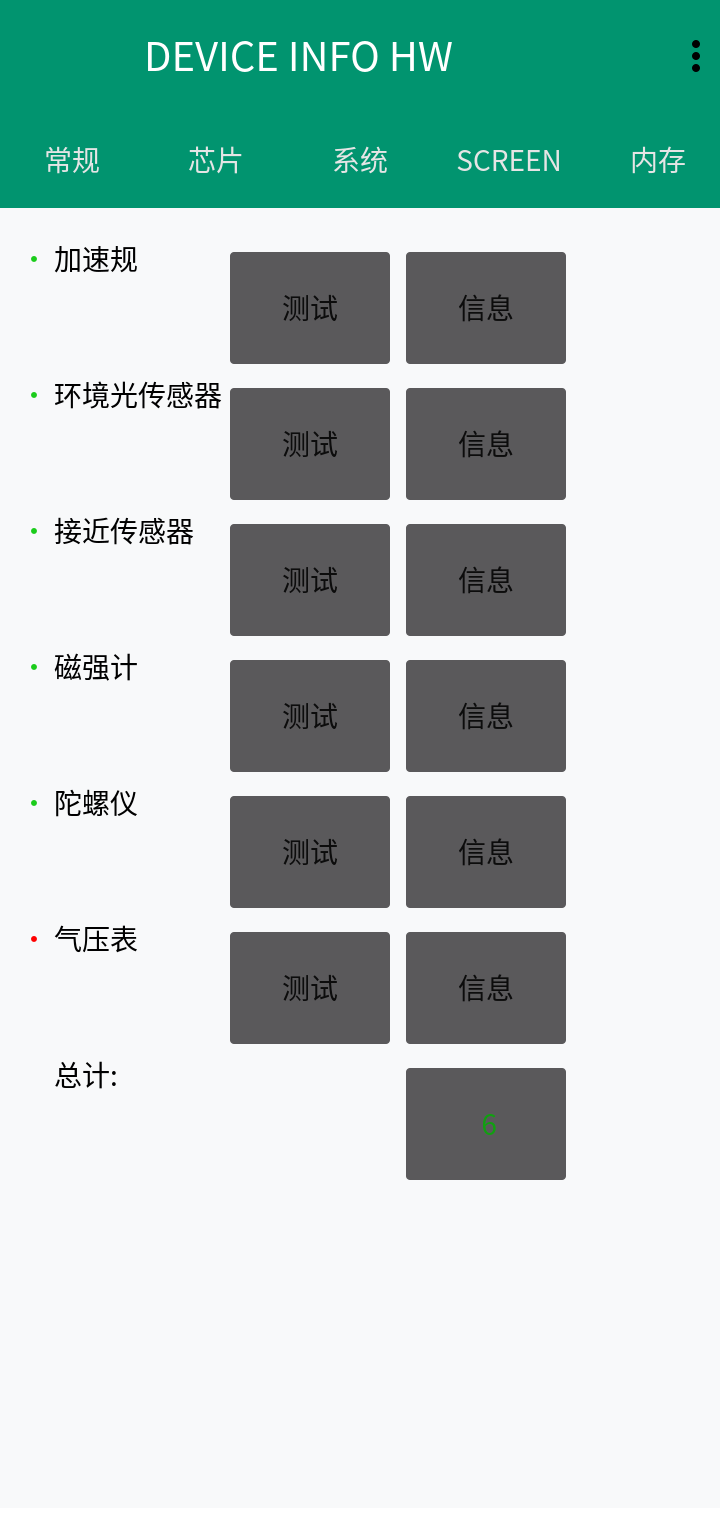 DEVICE INFO HW
常规 芯片 系统 SCREEN 内存
加速规 测试 信息
环境光传感器 测试 信息
接近传感器 测试 信息
磁强计 测试 信息
陀螺仪 测试 信息
气压表 测试 信息
总计: 6